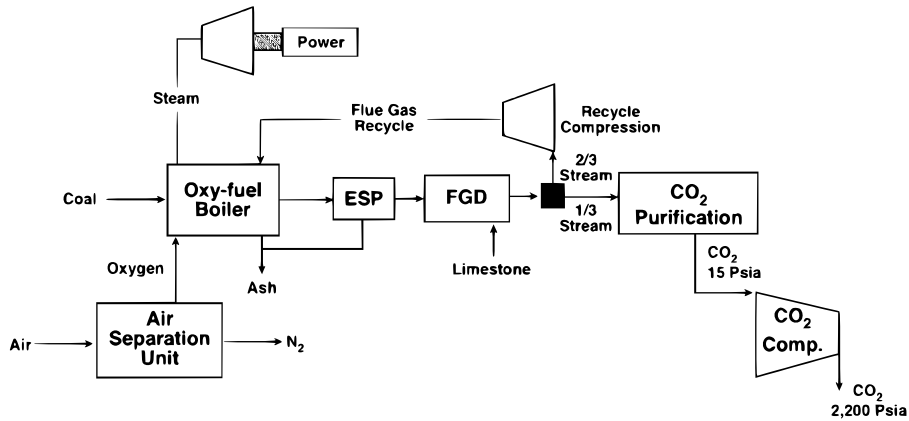 Power
Steam
Flue Gas
Recycle
Recycle
Compression
2/3
Stream
Coal
Oxy-fuel
Boiler
ESP
FGD
1/3
Stream
CO2
Purification
Oxygen
Ash
Limestone
CO2
15 Psia
Air
Air
Separation
Unit
N2
CO2
Comp.
CO2
2,200 Psia